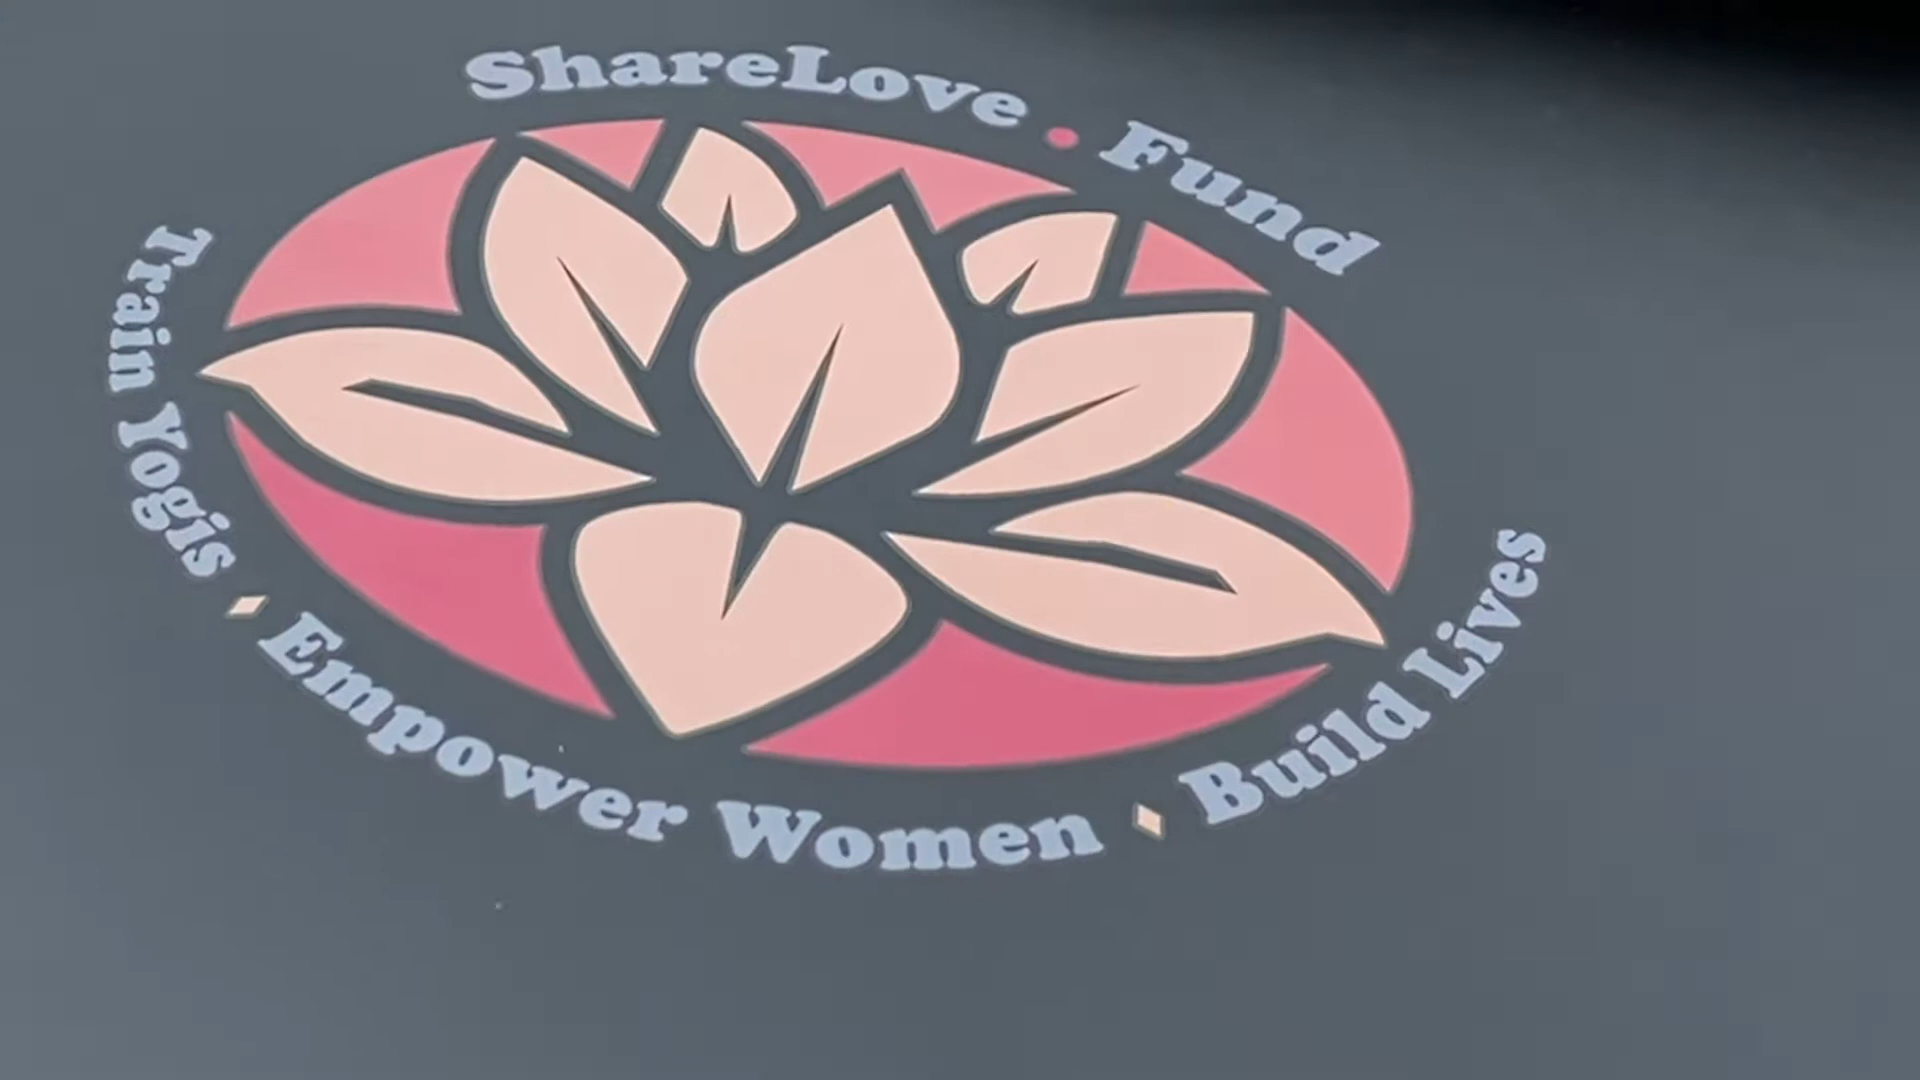 ShareLove • Fund
Train Yogis ♦ Empower Women ♦ Build Lives